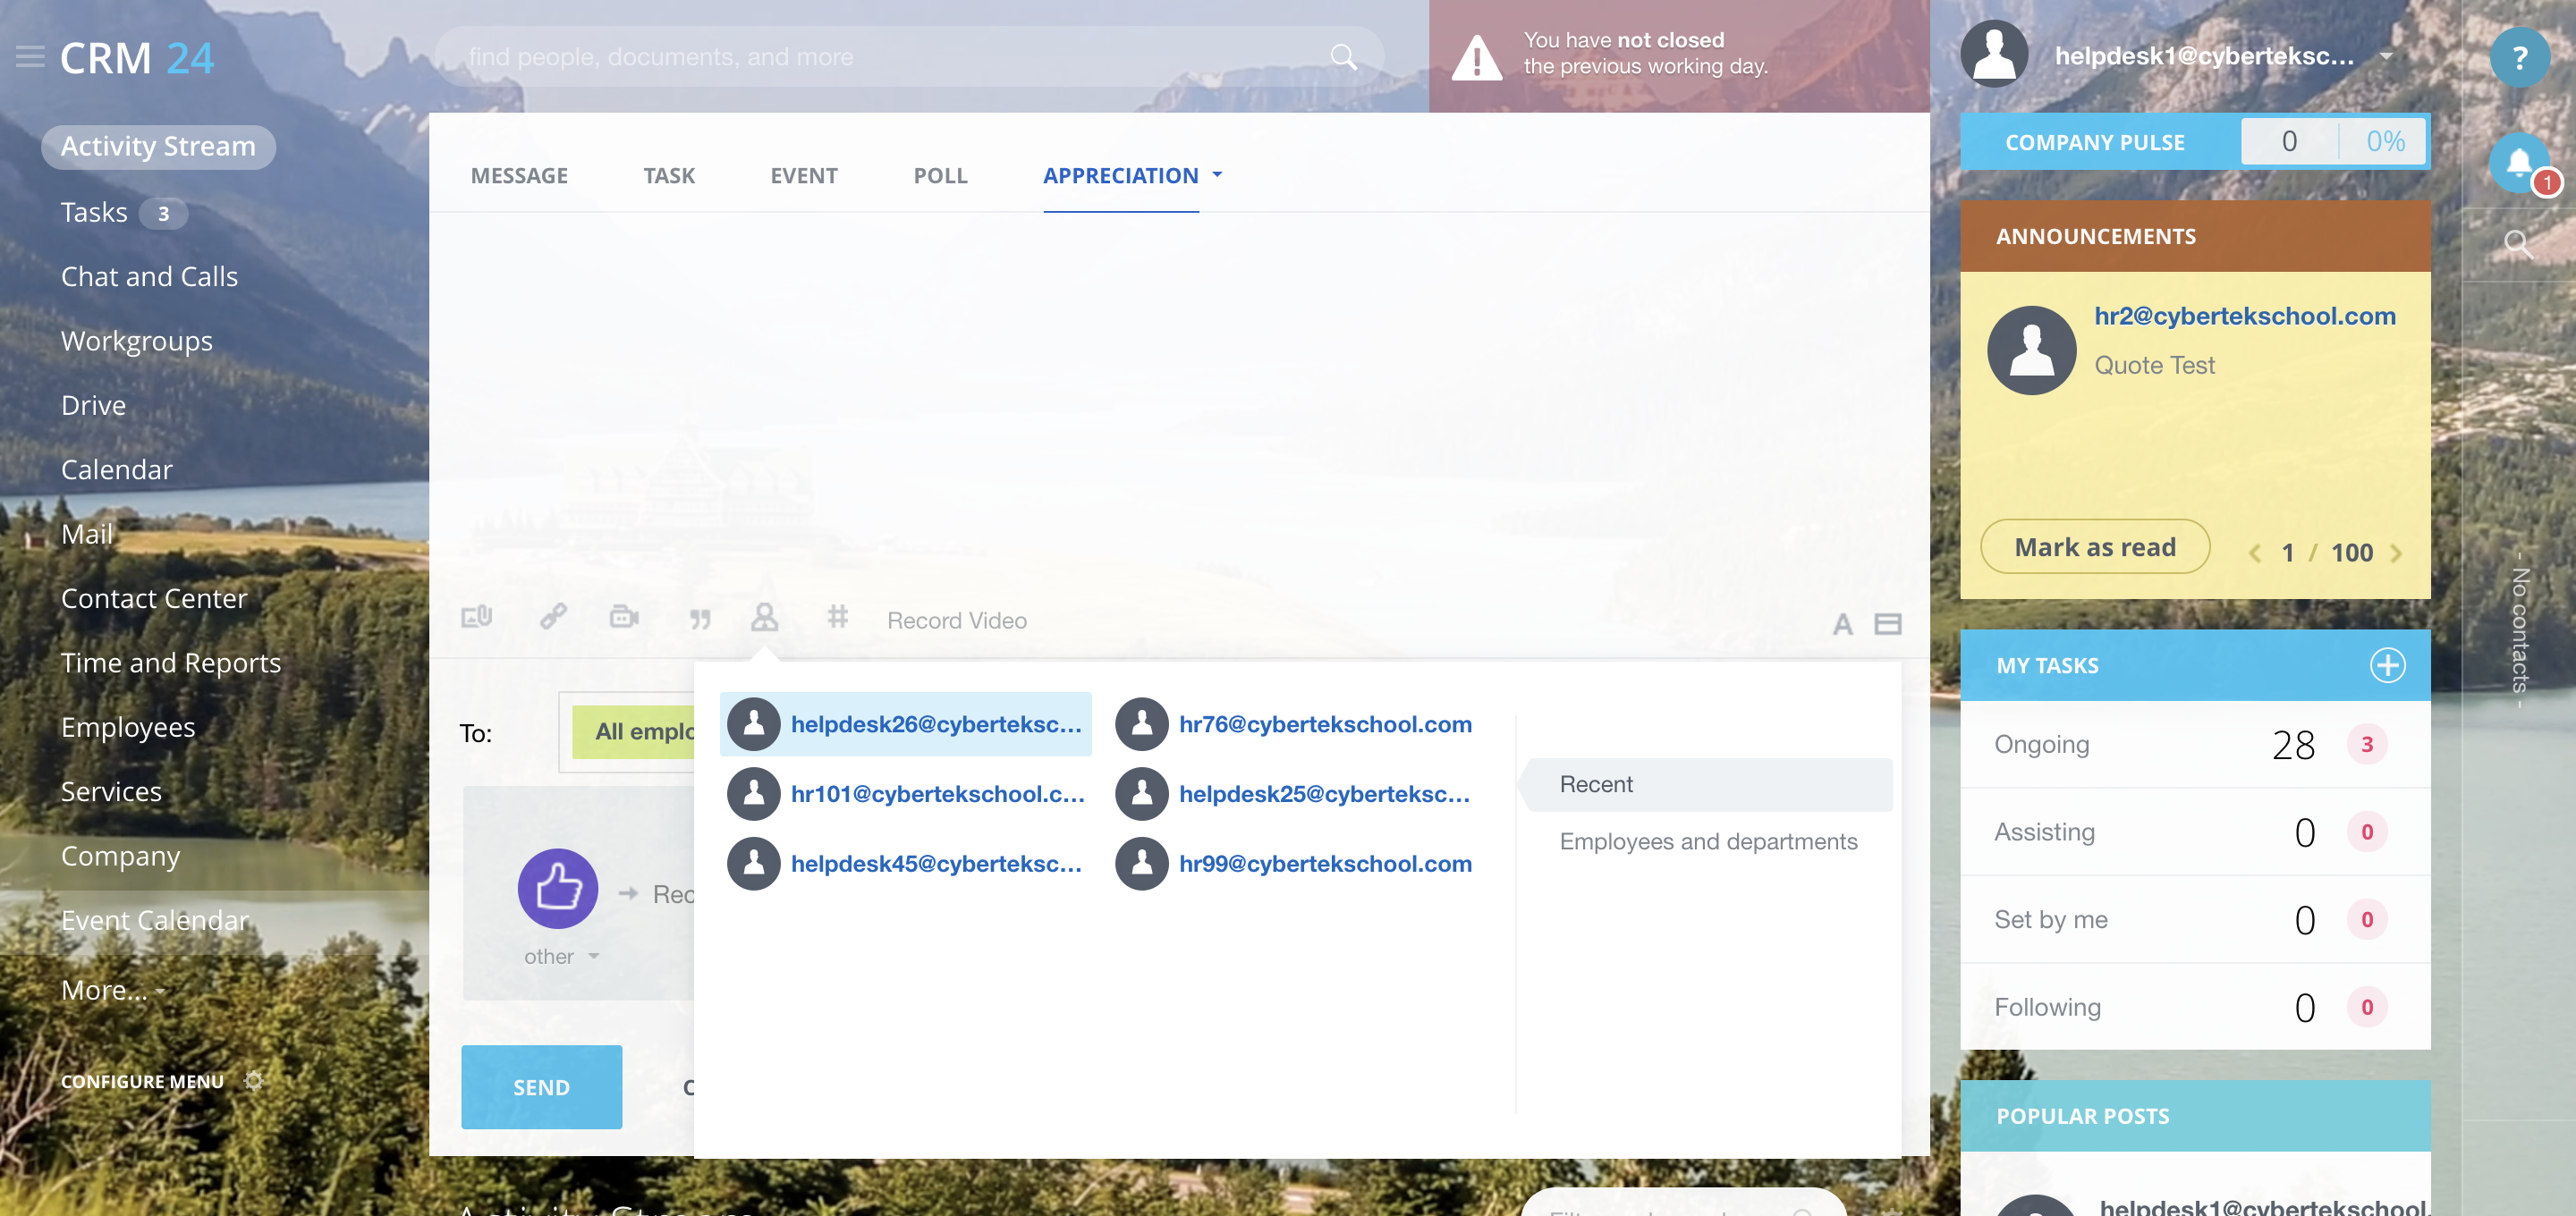 CRM 24
find people, documents, and more
You have not closed
the previous working day.
helpdesk1@cyberteksc...
?
Activity Stream
Tasks 3
Chat and Calls
Workgroups
Drive
Calendar
Mail
Contact Center
Time and Reports
Employees
Services
Company
Event Calendar
More...
CONFIGURE MENU
MESSAGE TASK EVENT POLL APPRECIATION
Record Video
A
To:
All emplo
Rec
other
SEND
helpdesk26@cyberteksc...
hr76@cybertekschool.com
hr101@cybertekschool.c...
helpdesk25@cyberteksc...
helpdesk45@cyberteksc...
hr99@cybertekschool.com
Recent
Employees and departments
COMPANY PULSE 0 0%
1
ANNOUNCEMENTS
hr2@cybertekschool.com
Quote Test
Mark as read
1 / 100
MY TASKS
Ongoing 28 3
Assisting 0 0
Set by me 0 0
Following 0 0
POPULAR POSTS
helpdesk1@cybertekschool.
- No contacts -
Activity Stream